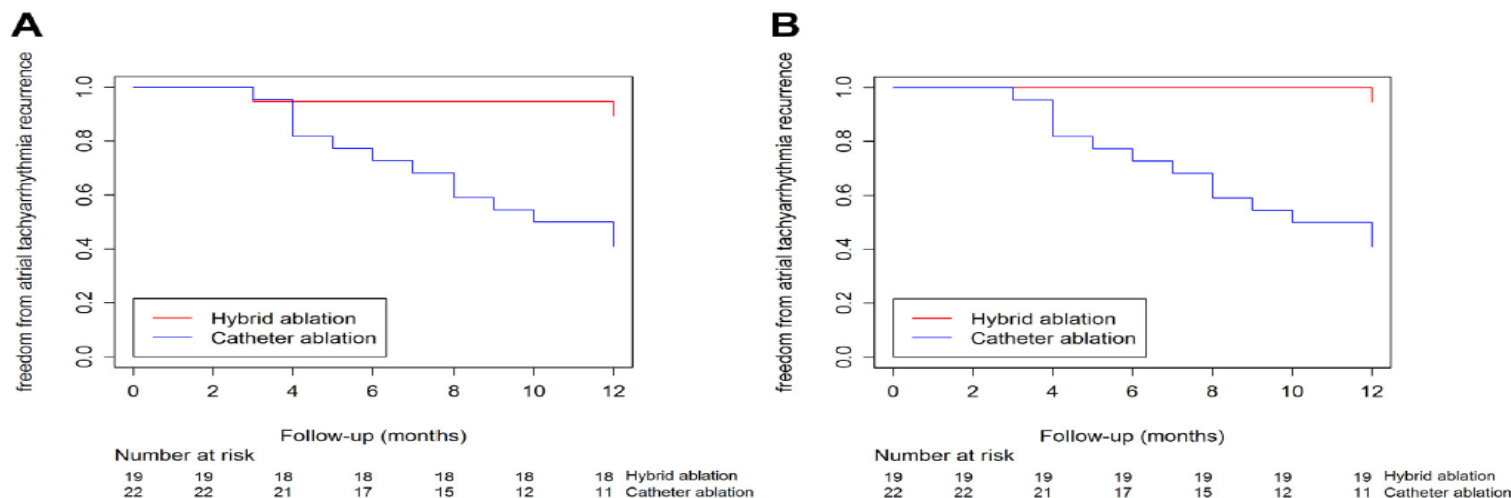 A
freedom from atrial tachyarrhythmia recurrence
1.0
0.8
0.6
0.4
0.2
0.0
Hybrid ablation
Catheter ablation
0 2 4 6 8 10 12
Follow-up (months)
Number at risk
19 19 18 18 18 18 18 Hybrid ablation
22 22 21 17 15 12 11 Catheter ablation
B
freedom from atrial tachyarrhythmia recurrence
1.0
0.8
0.6
0.4
0.2
0.0
Hybrid ablation
Catheter ablation
0 2 4 6 8 10 12
Follow-up (months)
Number at risk
19 19 19 19 19 19 19 Hybrid ablation
22 22 21 17 15 12 11 Catheter ablation